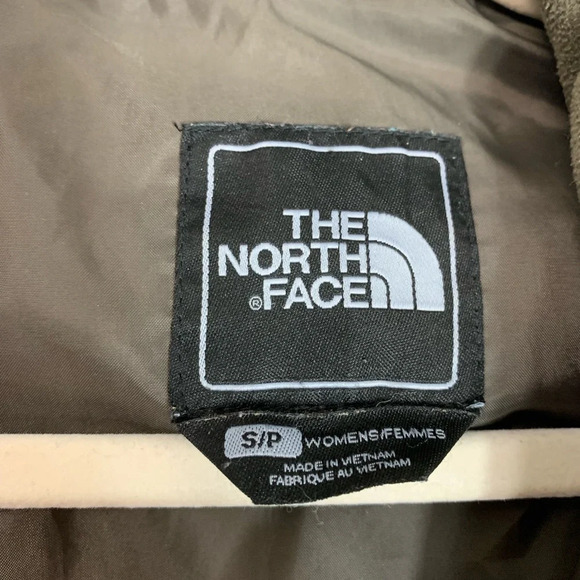 THE
NORTH
®FACE
S/P WOMENS/FEMMES
MADE IN VIETNAM
FABRIQUE AU VIETNAM